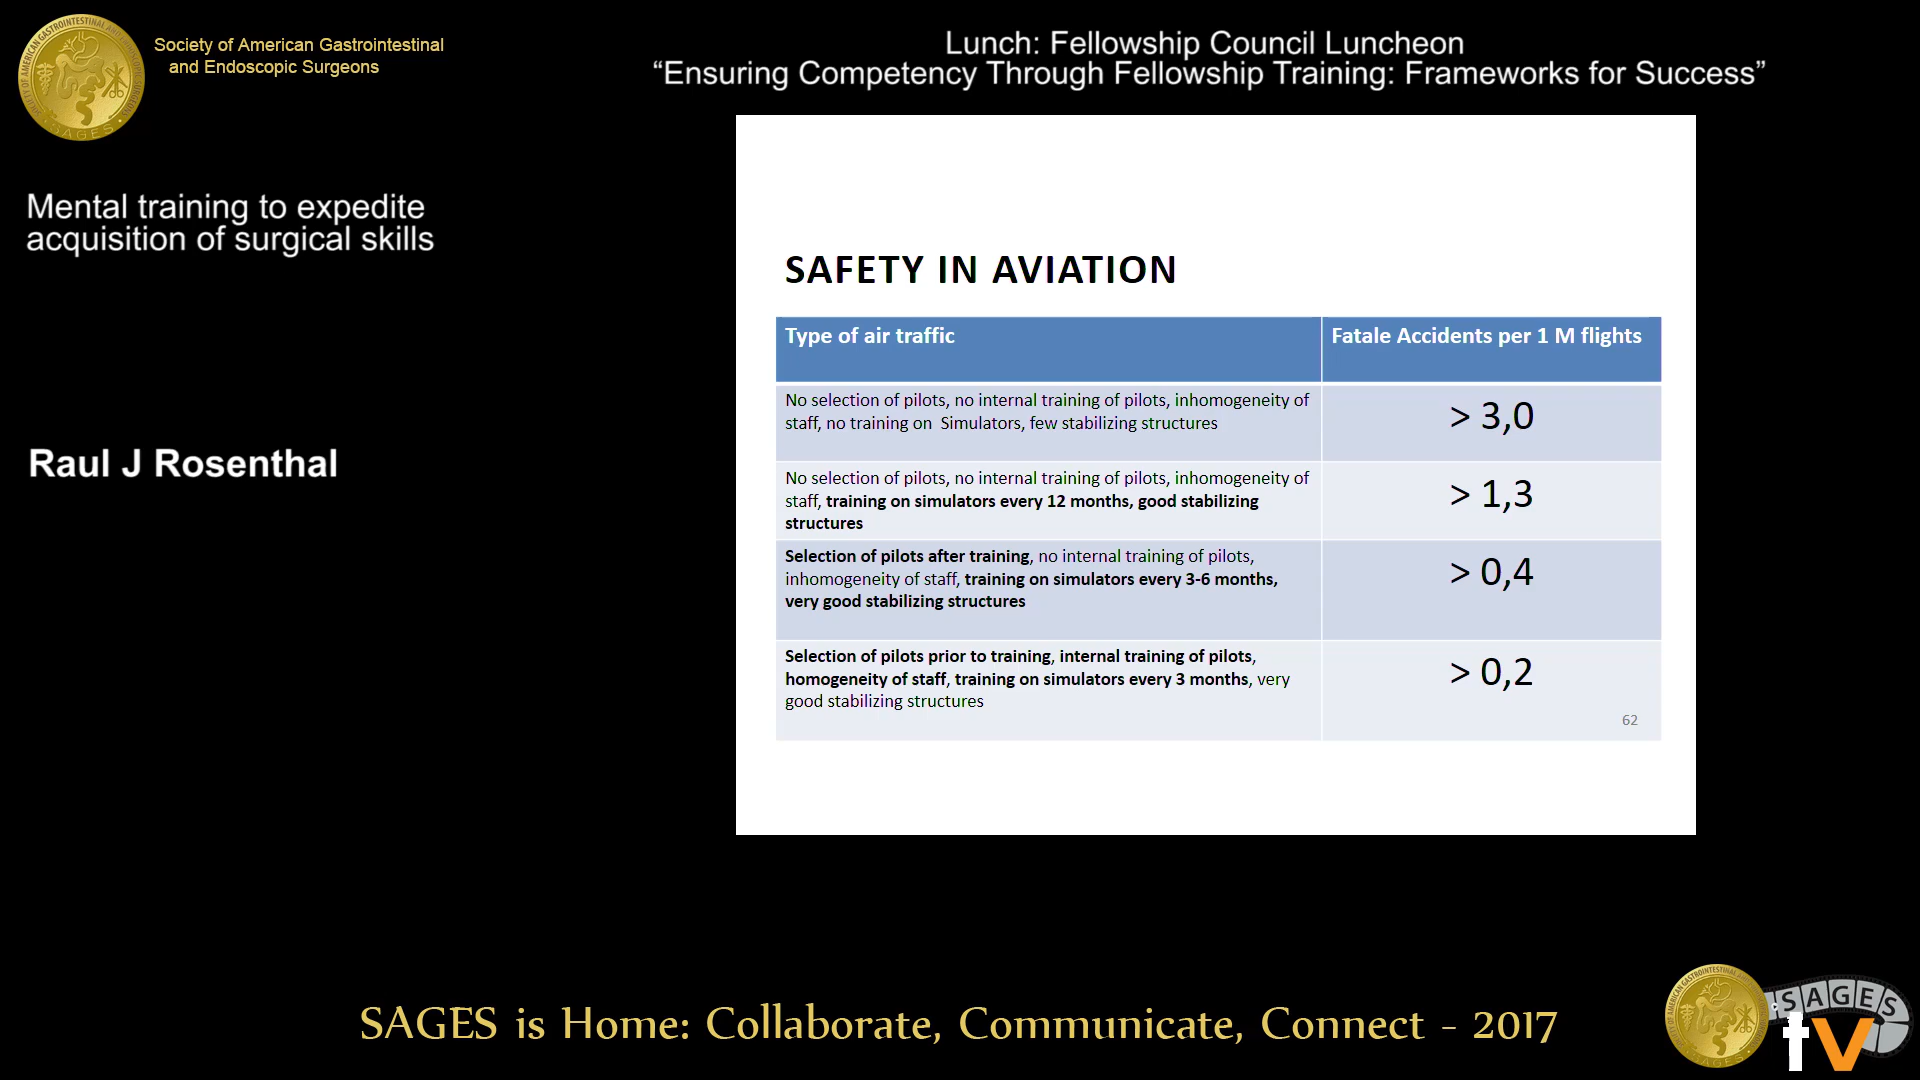 Society of American Gastrointestinal
and Endoscopic Surgeons
Lunch: Fellowship Council Luncheon
“Ensuring Competency Through Fellowship Training: Frameworks for Success”
Mental training to expedite
acquisition of surgical skills
Raul J Rosenthal
SAFETY IN AVIATION
Type of air traffic
Fatale Accidents per 1 M flights
No selection of pilots, no internal training of pilots, inhomogeneity of
staff, no training on Simulators, few stabilizing structures
> 3,0
No selection of pilots, no internal training of pilots, inhomogeneity of
staff, training on simulators every 12 months, good stabilizing
structures
> 1,3
Selection of pilots after training, no internal training of pilots,
inhomogeneity of staff, training on simulators every 3-6 months,
very good stabilizing structures
> 0,4
Selection of pilots prior to training, internal training of pilots,
homogeneity of staff, training on simulators every 3 months, very
good stabilizing structures
> 0,2
62
SAGES is Home: Collaborate, Communicate, Connect - 2017
SAGES
tv
SAGES